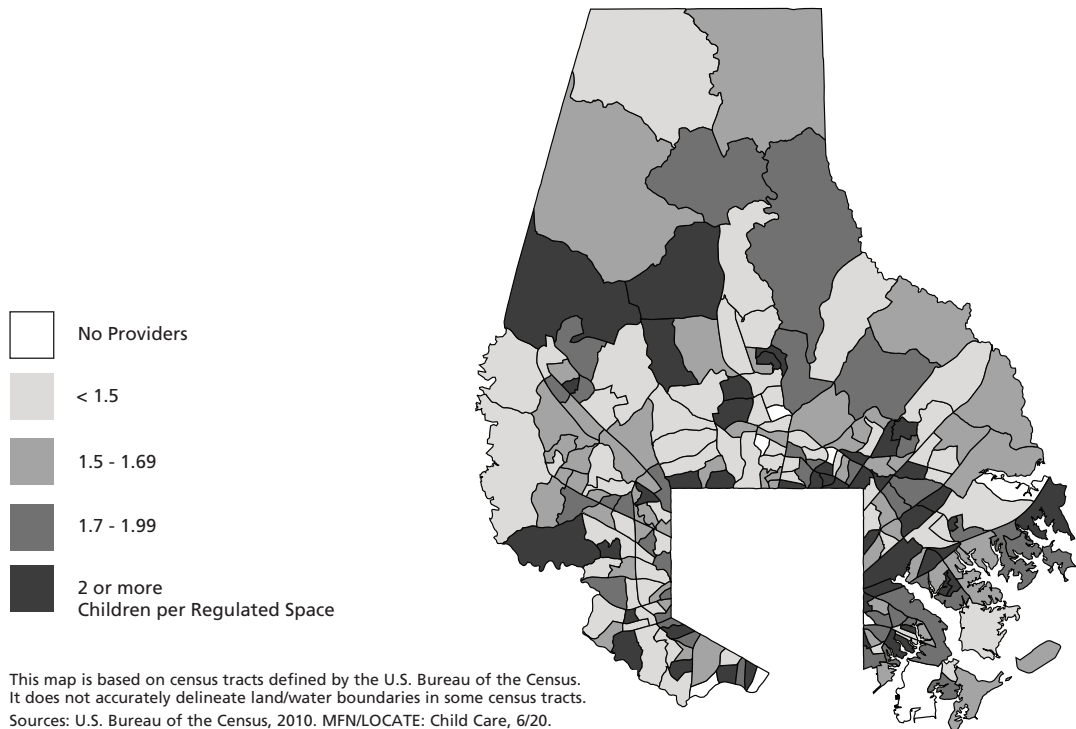 No Providers
< 1.5
1.5 - 1.69
1.7 - 1.99
2 or more
Children per Regulated Space
This map is based on census tracts defined by the U.S. Bureau of the Census.
It does not accurately delineate land/water boundaries in some census tracts.
Sources: U.S. Bureau of the Census, 2010. MFN/LOCATE: Child Care, 6/20.